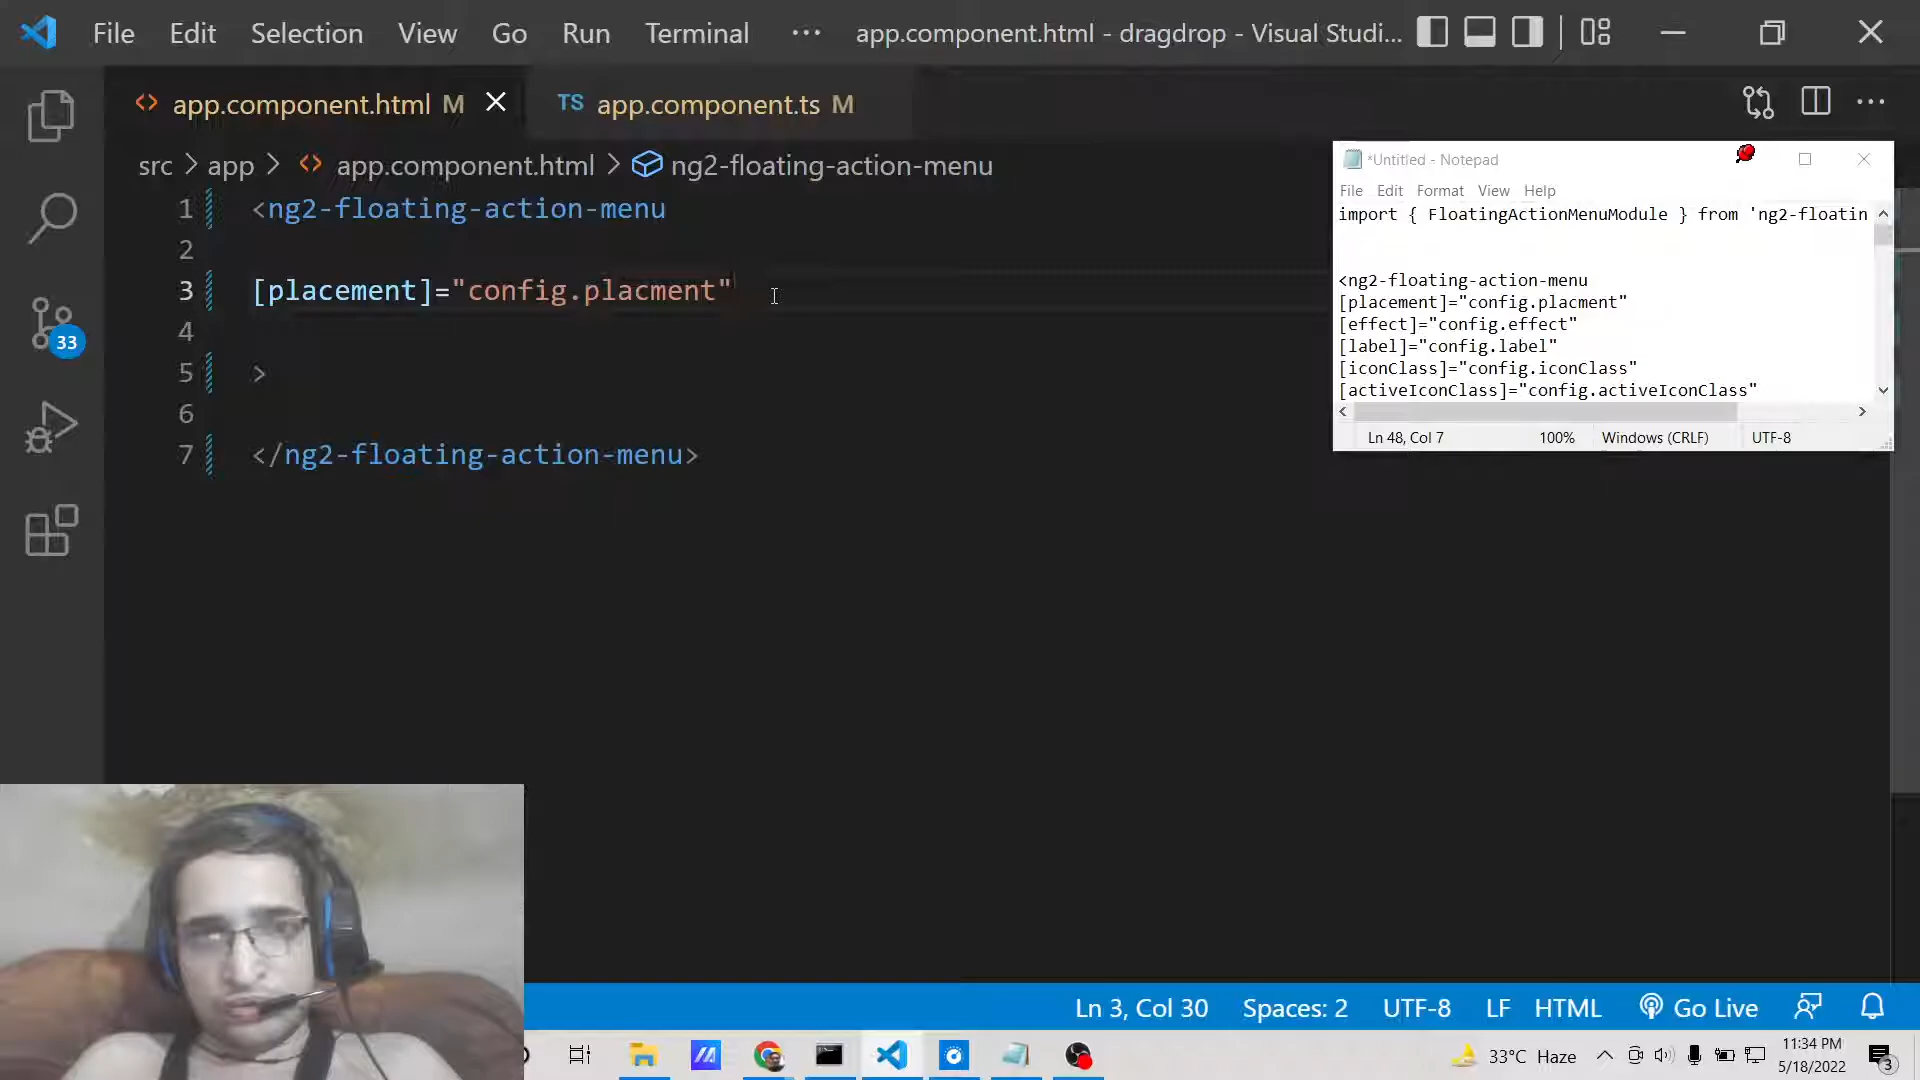 File Edit Selection View Go Run Terminal ··· app.component.html - dragdrop - Visual Studi...
app.component.html M TS app.component.ts M
src > app > app.component.html > ng2-floating-action-menu
1 <ng2-floating-action-menu
2
3 [placement]="config.placment"
4
5 >
6
7 </ng2-floating-action-menu>
33
*Untitled - Notepad
File Edit Format View Help
import { FloatingActionMenuModule } from 'ng2-floatin
<ng2-floating-action-menu
[placement]="config.placment"
[effect]="config.effect"
[label]="config.label"
[iconClass]="config.iconClass"
[activeIconClass]="config.activeIconClass"
Ln 48, Col 7 100% Windows (CRLF) UTF-8
Ln 3, Col 30 Spaces: 2 UTF-8 LF HTML Go Live
33°C Haze 11:34 PM
5/18/2022
3